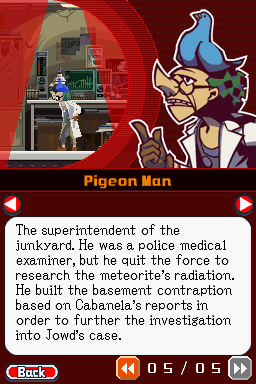 Pigeon Man
The superintendent of the
junkyard. He was a police medical
examiner, but he quit the force to
research the meteorite's radiation.
He built the basement contraption
based on Cabanela's reports in
order to further the investigation
into Jowd's case.
Back
05/05